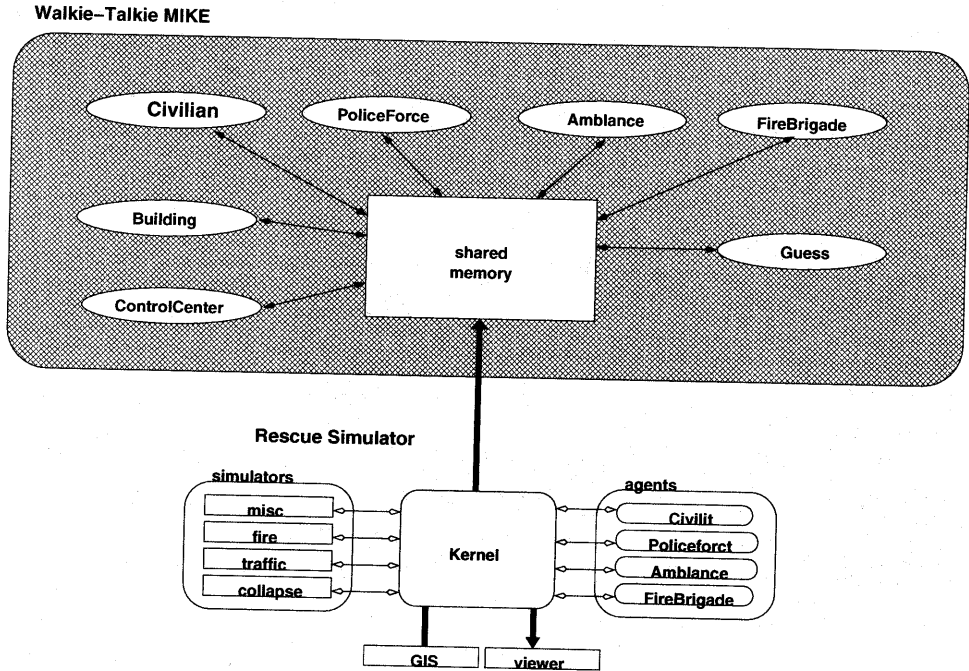 Walkie-Talkie MIKE
Civilian
PoliceForce
Amblance
FireBrigade
Building
shared
memory
Guess
ControlCenter
Rescue Simulator
simulators
agents
misc
fire
traffic
collapse
Kernel
Civilit
Policeforct
Amblance
FireBrigade
GIS
viewer